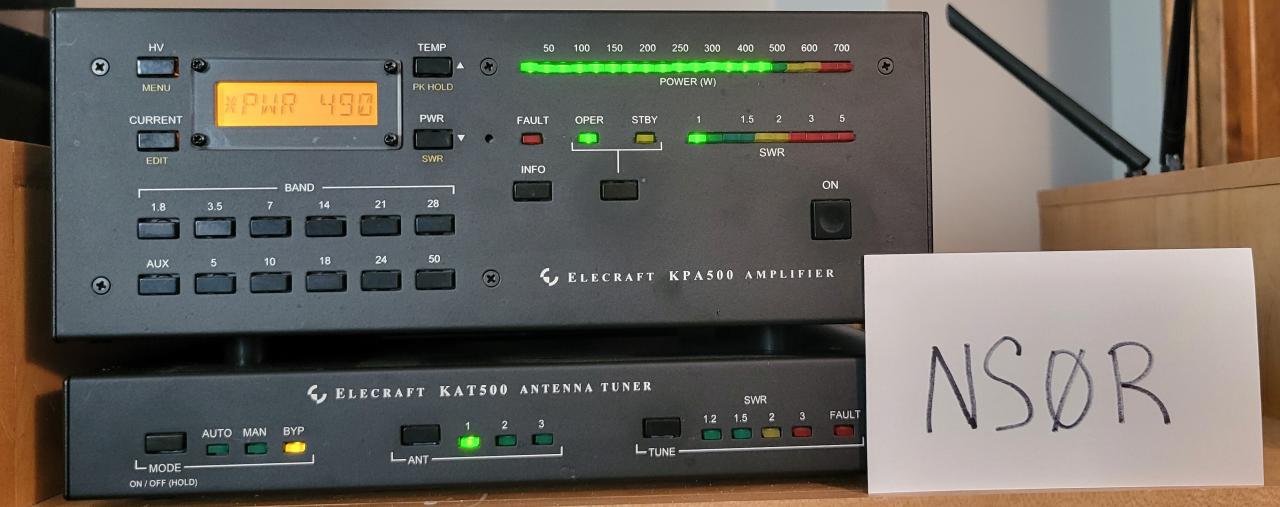 HV
MENU
CURRENT
EDIT
*PWR 490
TEMP
PK HOLD
PWR
SWR
50 100 150 200 250 300 400 500 600 700
POWER (W)
FAULT OPER STBY
1 1.5 2 3 5
SWR
INFO
ON
BAND
1.8 3.5 7 14 21 28
AUX 5 10 18 24 50
ELECRAFT KPA500 AMPLIFIER
ELECRAFT KAT500 ANTENNA TUNER
AUTO MAN BYP
MODE
ON / OFF (HOLD)
1 2 3
ANT
SWR
1.2 1.5 2 3 FAULT
TUNE
NSØR